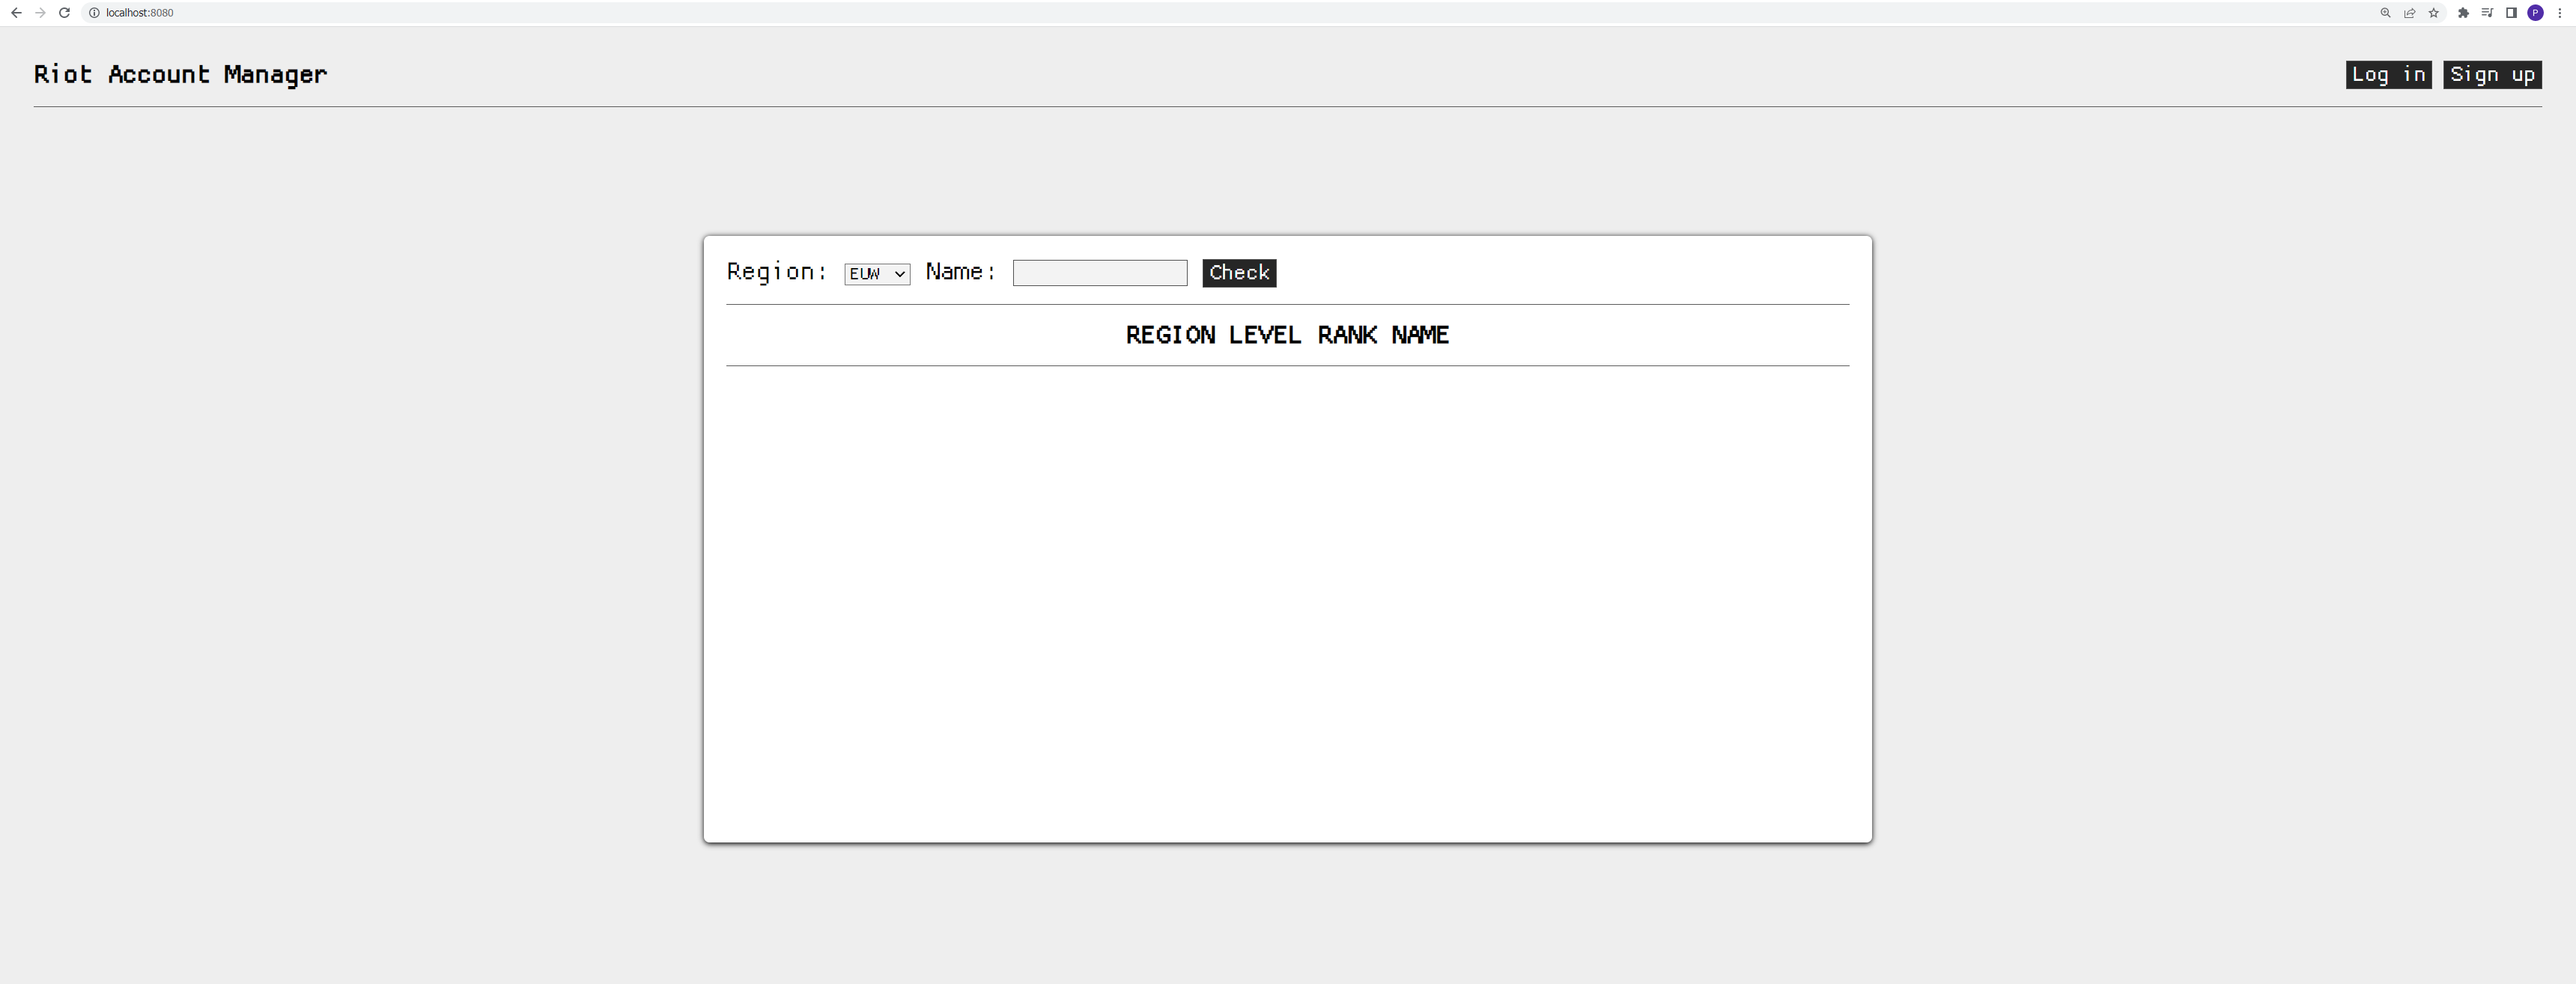 localhost:8080
P
Riot Account Manager
Log in Sign up
Region: EUW Name: Check
REGION LEVEL RANK NAME